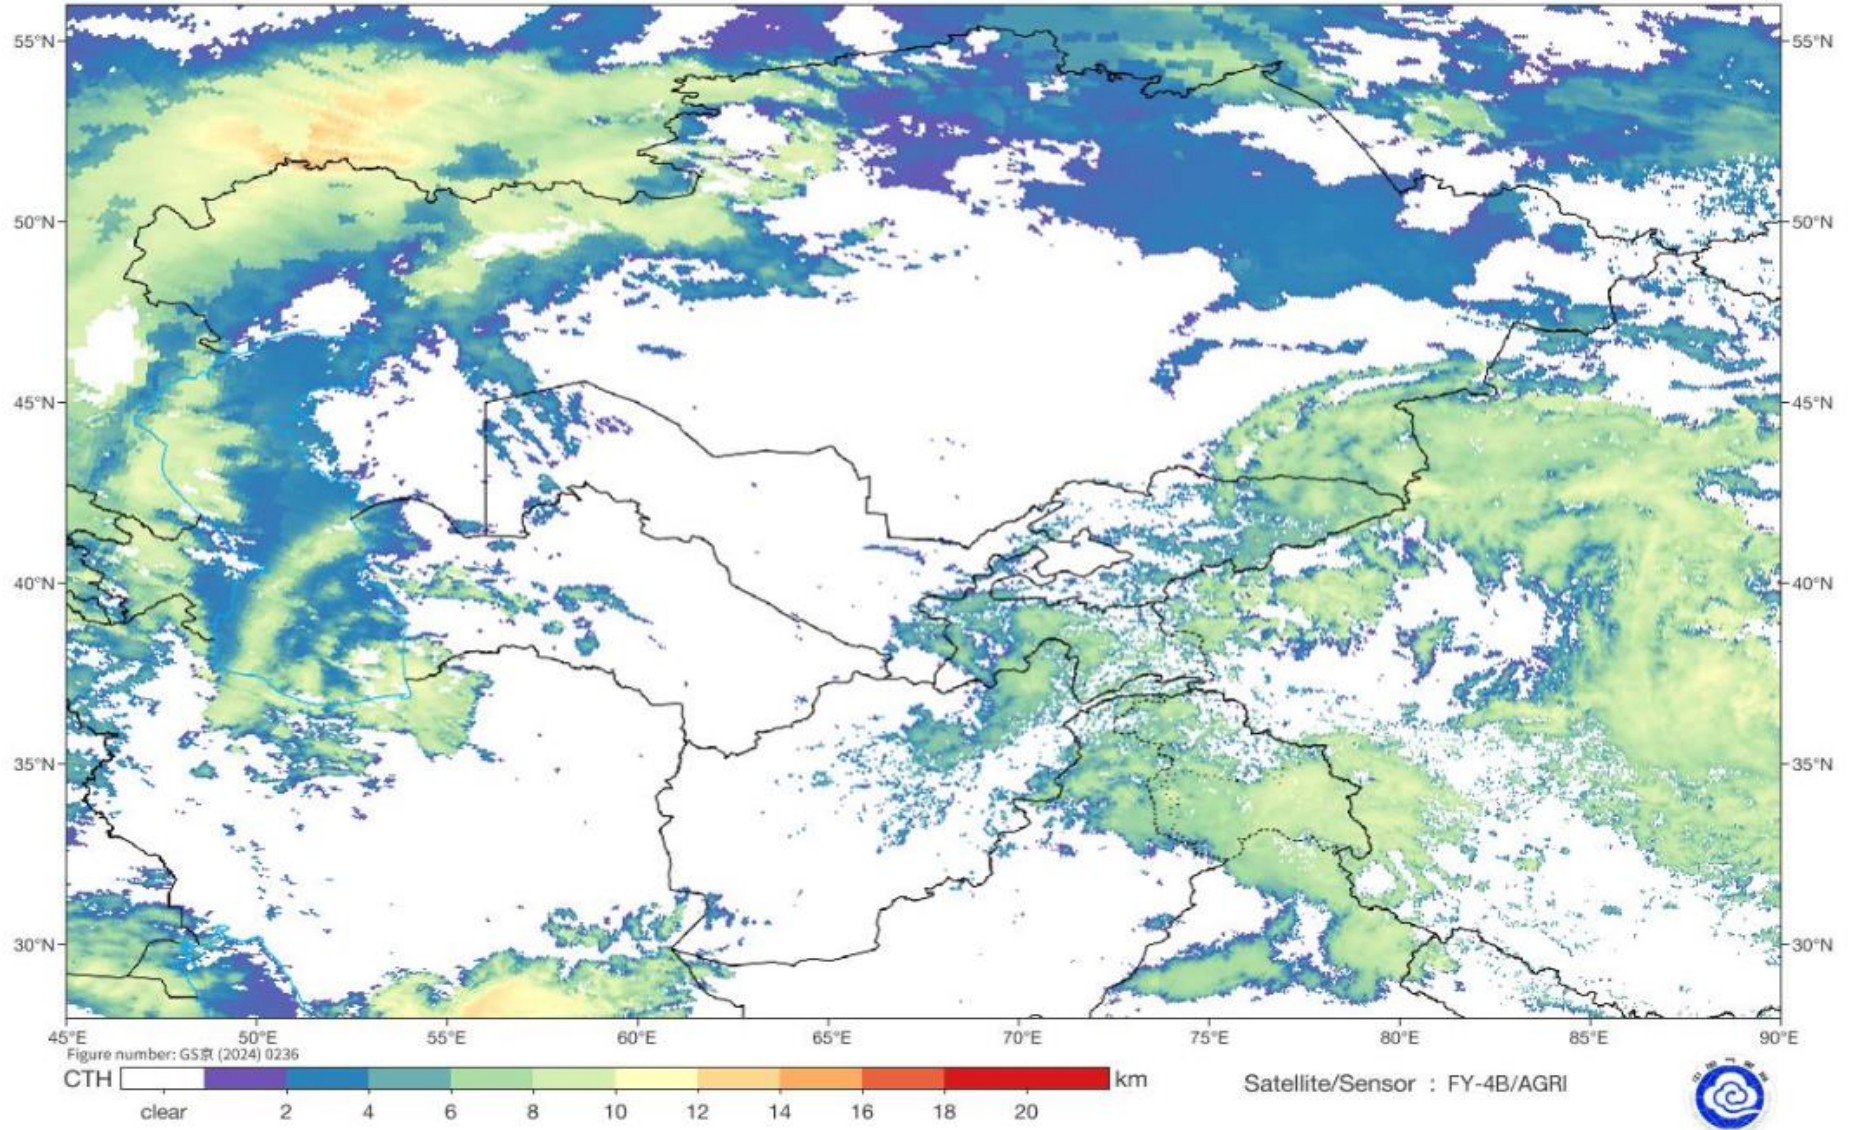 55°N
55°N
50°N
50°N
45°N
45°N
40°N
40°N
35°N
35°N
30°N
30°N
45°E 50°E 55°E 60°E 65°E 70°E 75°E 80°E 85°E 90°E
Figure number: GS京 (2024) 0236
CTH km
clear 2 4 6 8 10 12 14 16 18 20
Satellite/Sensor : FY-4B/AGRI